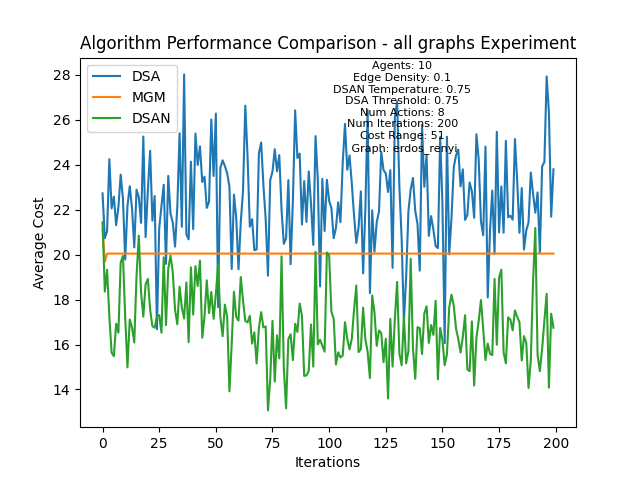 Algorithm Performance Comparison - all graphs Experiment
DSA
MGM
DSAN
Agents: 10
Edge Density: 0.1
DSAN Temperature: 0.75
DSA Threshold: 0.75
Num Actions: 8
Num Iterations: 200
Cost Range: 51
Graph: erdos_renyi
Average Cost
28
26
24
22
20
18
16
14
0 25 50 75 100 125 150 175 200
Iterations